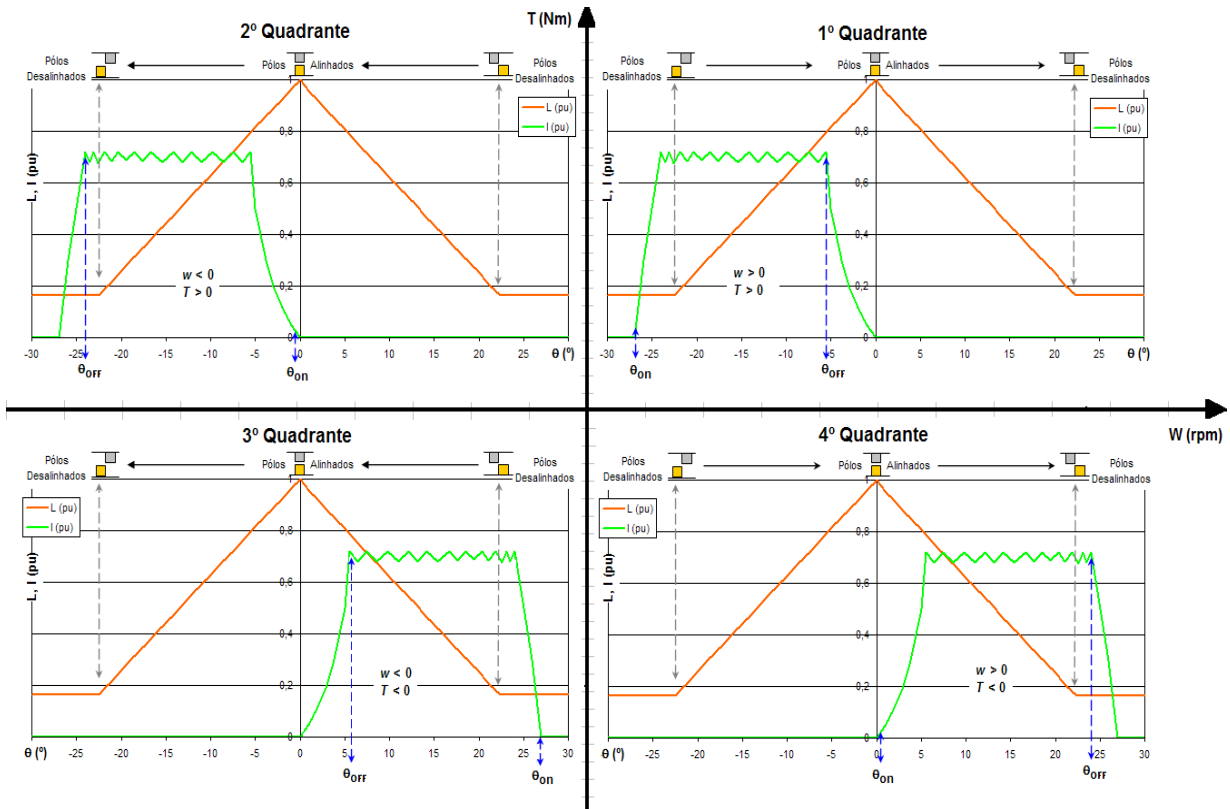 T (Nm)
2º Quadrante
Pólos
Desalinhados
Pólos
Alinhados
Pólos
Desalinhados
L (pu)
I (pu)
L, I (pu)
0,8
0,6
0,4
0,2
0
w < 0
T > 0
-30 -25 -20 -15 -10 -5 0 5 10 15 20 25
θ (º)
θOFF
θon
1º Quadrante
Pólos
Desalinhados
Pólos
Alinhados
Pólos
Desalinhados
L (pu)
I (pu)
L, I (pu)
0,8
0,6
0,4
0,2
0
w > 0
T > 0
-30 -25 -20 -15 -10 -5 0 5 10 15 20 25
θ (º)
θon
θOFF
W (rpm)
3º Quadrante
Pólos
Desalinhados
Pólos
Alinhados
Pólos
Desalinhados
L (pu)
I (pu)
L, I (pu)
0,8
0,6
0,4
0,2
0
w < 0
T < 0
θ (º)
-25 -20 -15 -10 -5 0 5 10 15 20 25 30
θOFF
θon
4º Quadrante
Pólos
Desalinhados
Pólos
Alinhados
Pólos
Desalinhados
L (pu)
I (pu)
L, I (pu)
0,8
0,6
0,4
0,2
0
w > 0
T < 0
θ (º)
-25 -20 -15 -10 -5 0 5 10 15 20 25 30
θon
θOFF